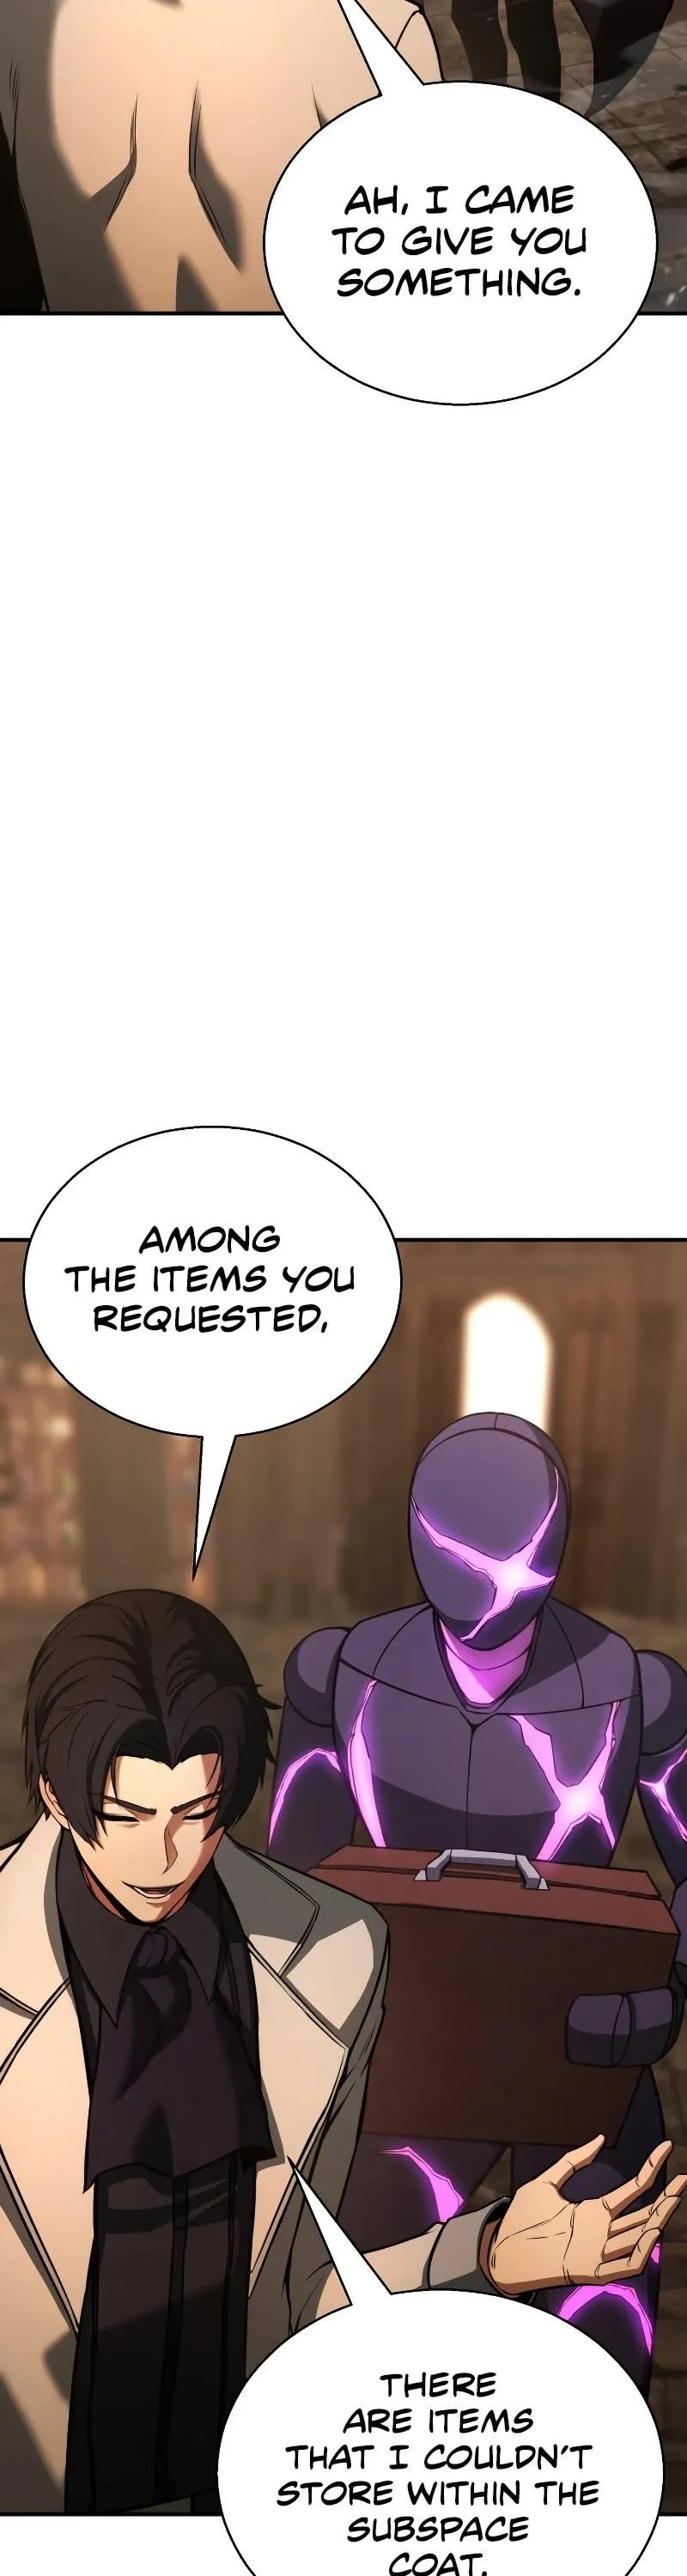 AH, I CAME
TO GIVE YOU
SOMETHING.
AMONG
THE ITEMS YOU
REQUESTED,
THERE
ARE ITEMS
THAT I COULDN'T
STORE WITHIN THE
SUBSPACE
COAT.